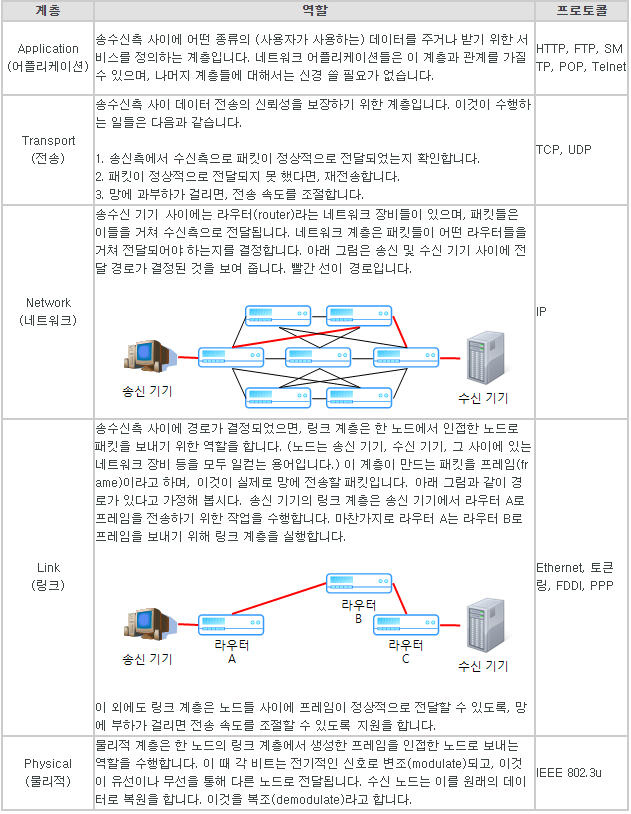 계층
역할
프로토콜
Application
(어플리케이션)
송수신측 사이에 어떤 종류의 (사용자가 사용하는) 데이터를 주거나 받기 위한 서
비스를 정의하는 계층입니다. 네트워크 어플리케이션들은 이 계층과 관계를 가질
수 있으며, 나머지 계층들에 대해서는 신경 쓸 필요가 없습니다.
HTTP, FTP, SM
TP, POP, Telnet
Transport
(전송)
송수신측 사이 데이터 전송의 신뢰성을 보장하기 위한 계층입니다. 이것이 수행하
는 일들은 다음과 같습니다.
1. 송신측에서 수신측으로 패킷이 정상적으로 전달되었는지 확인합니다.
2. 패킷이 정상적으로 전달되지 못 했다면, 재전송합니다.
3. 망에 과부하가 걸리면, 전송 속도를 조절합니다.
TCP, UDP
Network
(네트워크)
송수신 기기 사이에는 라우터(router)라는 네트워크 장비들이 있으며, 패킷들은
이들을 거쳐 수신측으로 전달됩니다. 네트워크 계층은 패킷들이 어떤 라우터들을
거쳐 전달되어야 하는지를 결정합니다. 아래 그림은 송신 및 수신 기기 사이에 전
달 경로가 결정된 것을 보여 줍니다. 빨간 선이 경로입니다.
송신 기기
수신 기기
IP
Link
(링크)
송수신측 사이에 경로가 결정되었으면, 링크 계층은 한 노드에서 인접한 노드로
패킷을 보내기 위한 역할을 합니다. (노드는 송신 기기, 수신 기기, 그 사이에 있는
네트워크 장비 등을 모두 일컫는 용어입니다.) 이 계층이 만드는 패킷을 프레임(fr
ame)이라고 하며, 이것이 실제로 망에 전송할 패킷입니다. 아래 그림과 같이 경
로가 있다고 가정해 봅시다. 송신 기기의 링크 계층은 송신 기기에서 라우터 A로
프레임을 전송하기 위한 작업을 수행합니다. 마찬가지로 라우터 A는 라우터 B로
프레임을 보내기 위해 링크 계층을 실행합니다.
송신 기기
라우터
A
라우터
B
라우터
C
수신 기기
이 외에도 링크 계층은 노드들 사이에 프레임이 정상적으로 전달할 수 있도록, 망
에 부하가 걸리면 전송 속도를 조절할 수 있도록 지원을 합니다.
Ethernet, 토큰
링, FDDI, PPP
Physical
(물리적)
물리적 계층은 한 노드의 링크 계층에서 생성한 프레임을 인접한 노드로 보내는
역할을 수행합니다. 이 때 각 비트는 전기적인 신호로 변조(modulate)되고, 이것
이 유선이나 무선을 통해 다른 노드로 전달됩니다. 수신 노드는 이를 원래의 데이
터로 복원을 합니다. 이것을 복조(demodulate)라고 합니다.
IEEE 802.3u